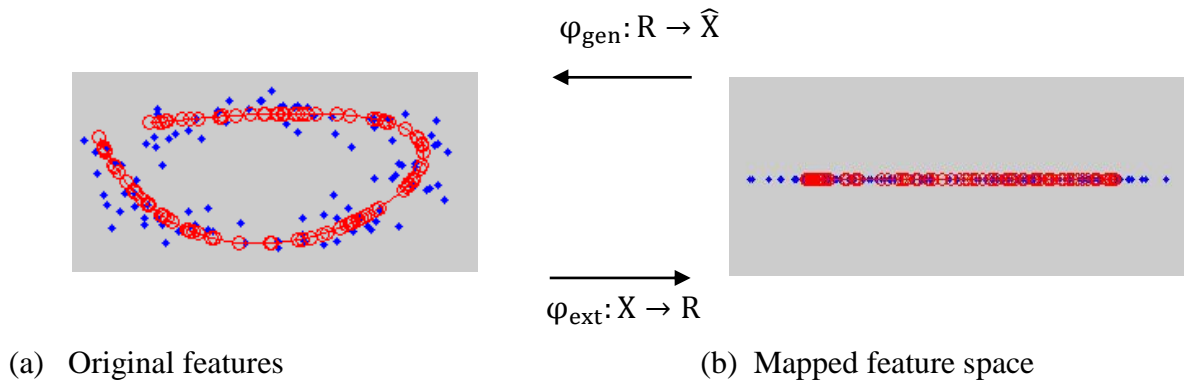 φgen: R → X̂
φext: X → R
(a) Original features
(b) Mapped feature space